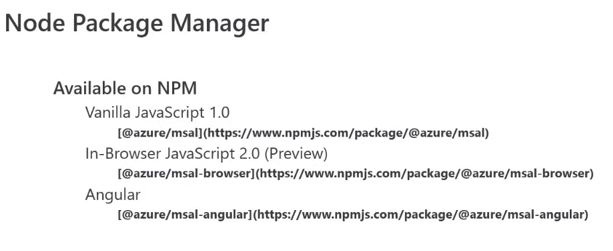 Node Package Manager
Available on NPM
Vanilla JavaScript 1.0
[@azure/msal](https://www.npmjs.com/package/@azure/msal)
In-Browser JavaScript 2.0 (Preview)
[@azure/msal-browser](https://www.npmjs.com/package/@azure/msal-browser)
Angular
[@azure/msal-angular](https://www.npmjs.com/package/@azure/msal-angular)